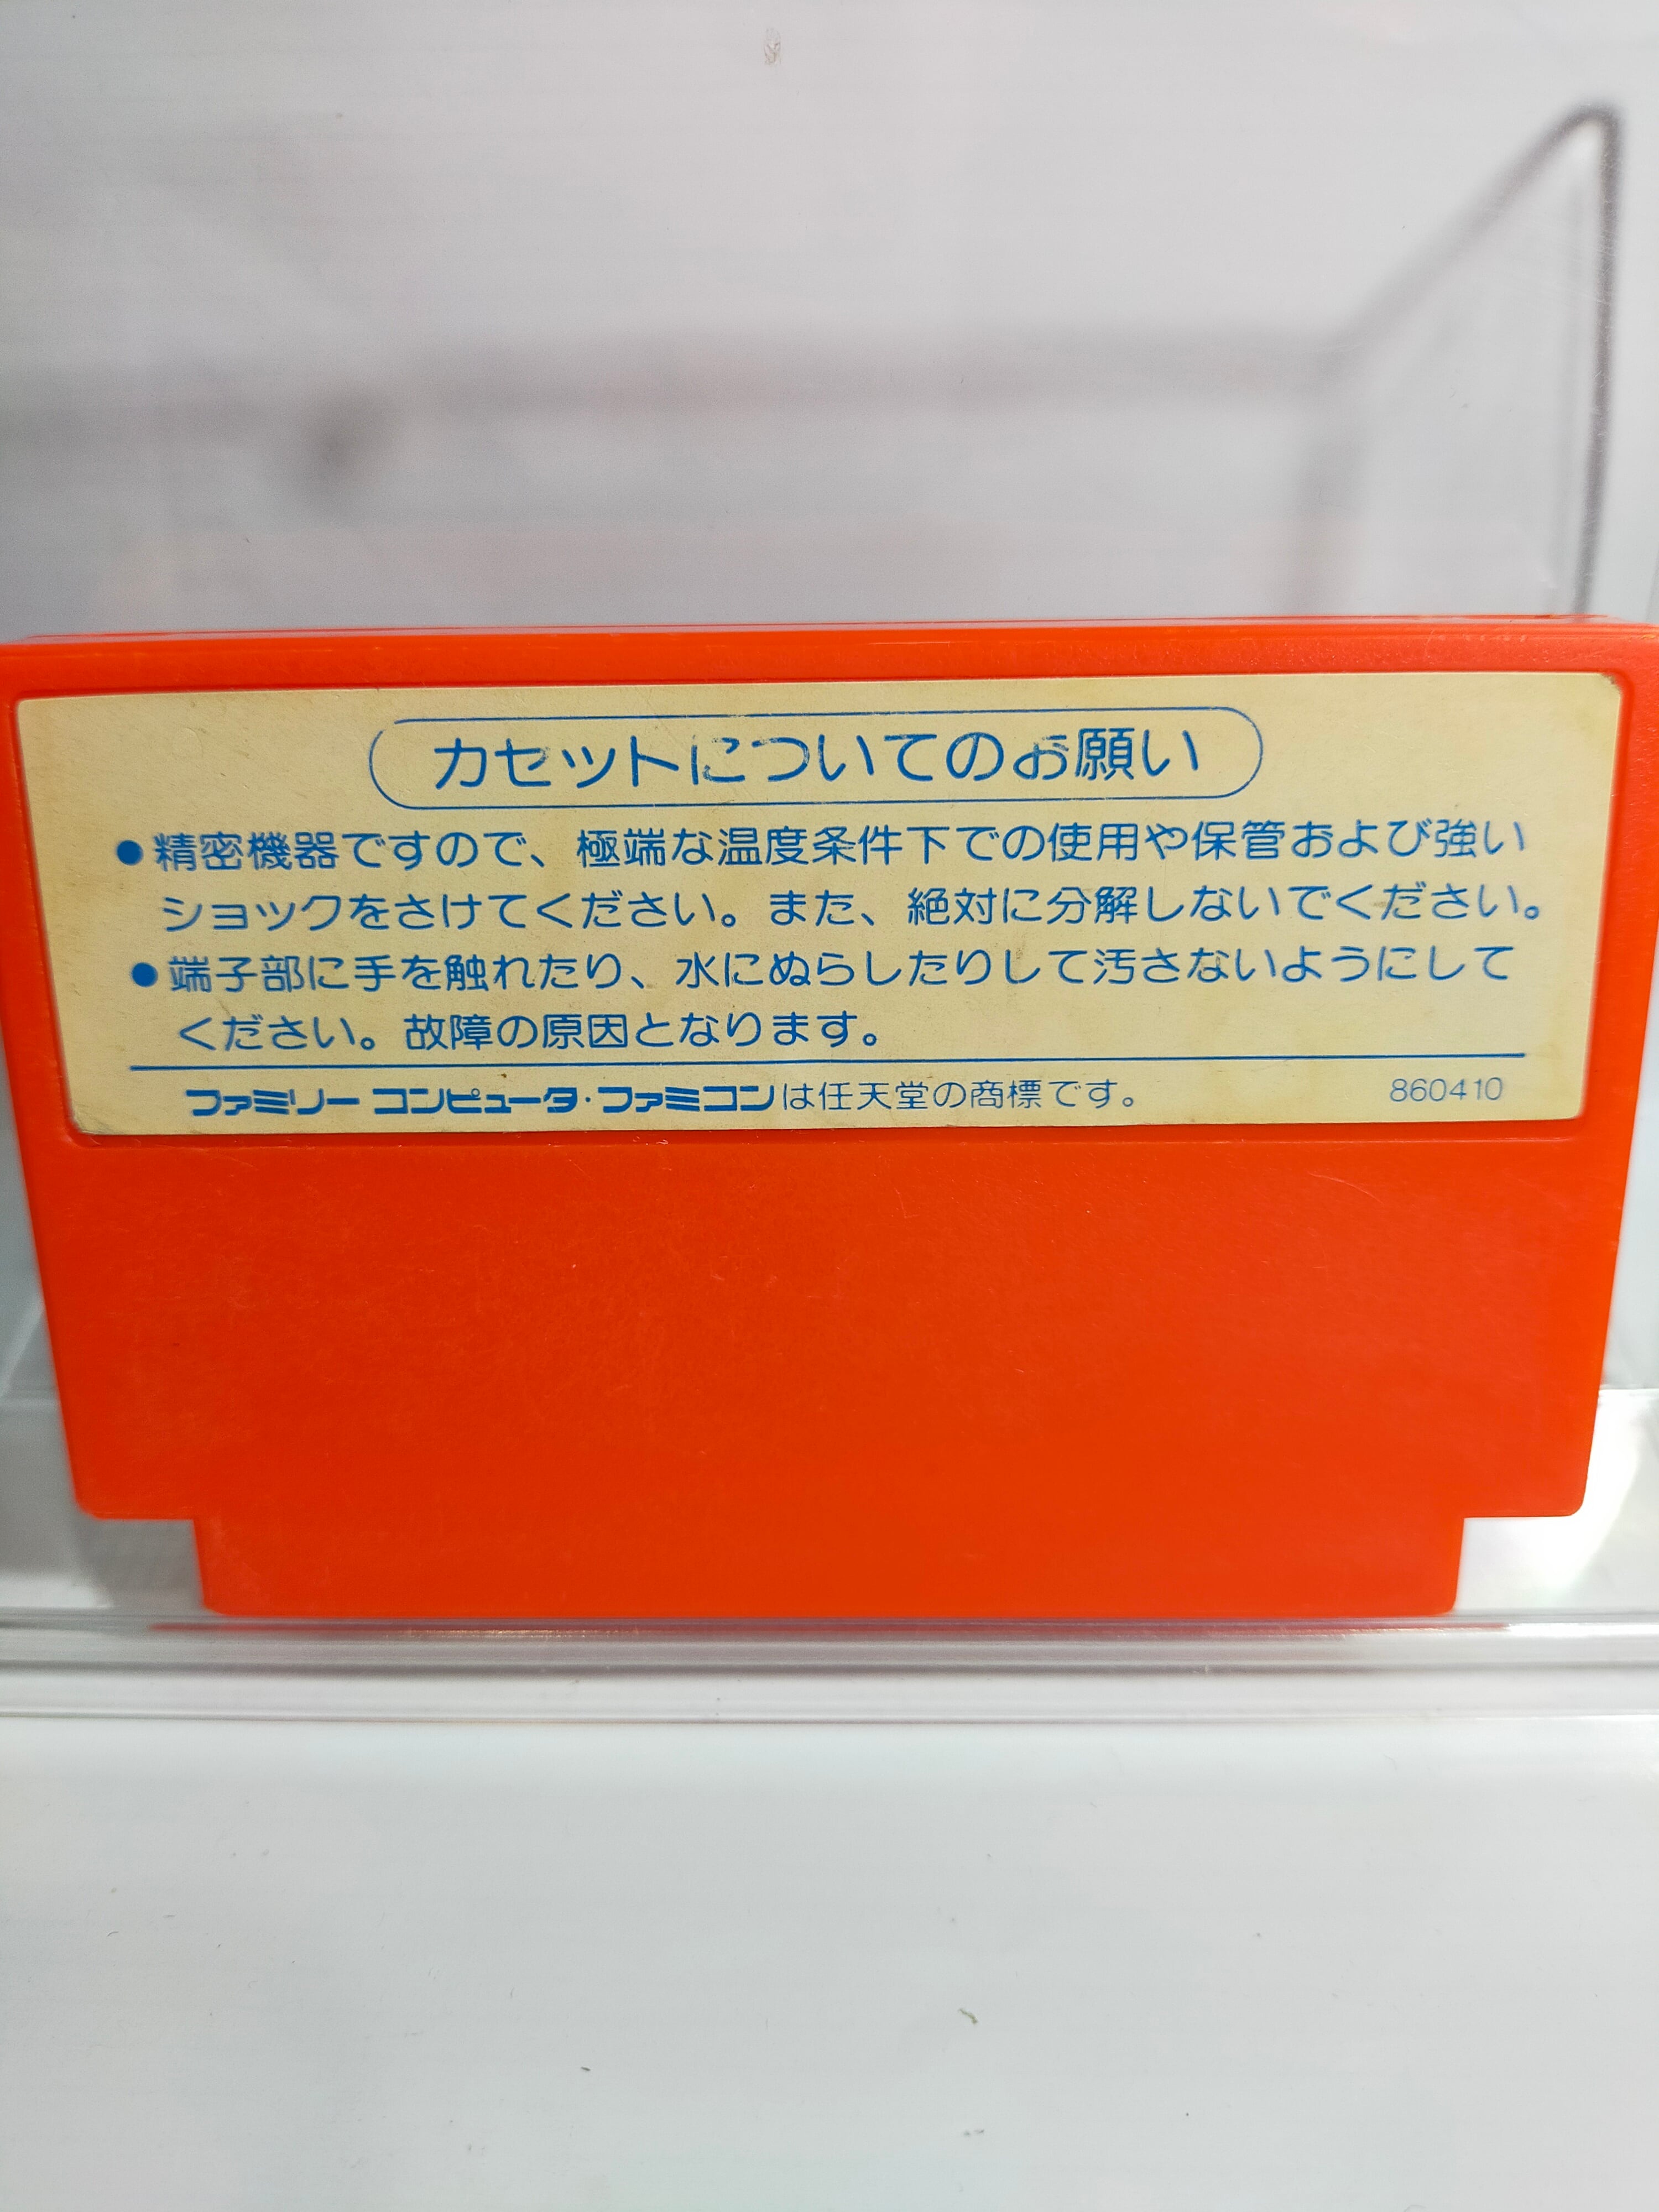 カセットについてのお願い
●精密機器ですので、極端な温度条件下での使用や保管および強い
ショックをさけてください。また、絶対に分解しないでください。
●端子部に手を触れたり、水にぬらしたりして汚さないようにして
ください。故障の原因となります。
ファミリー コンピュータ・ファミコンは任天堂の商標です。 860410